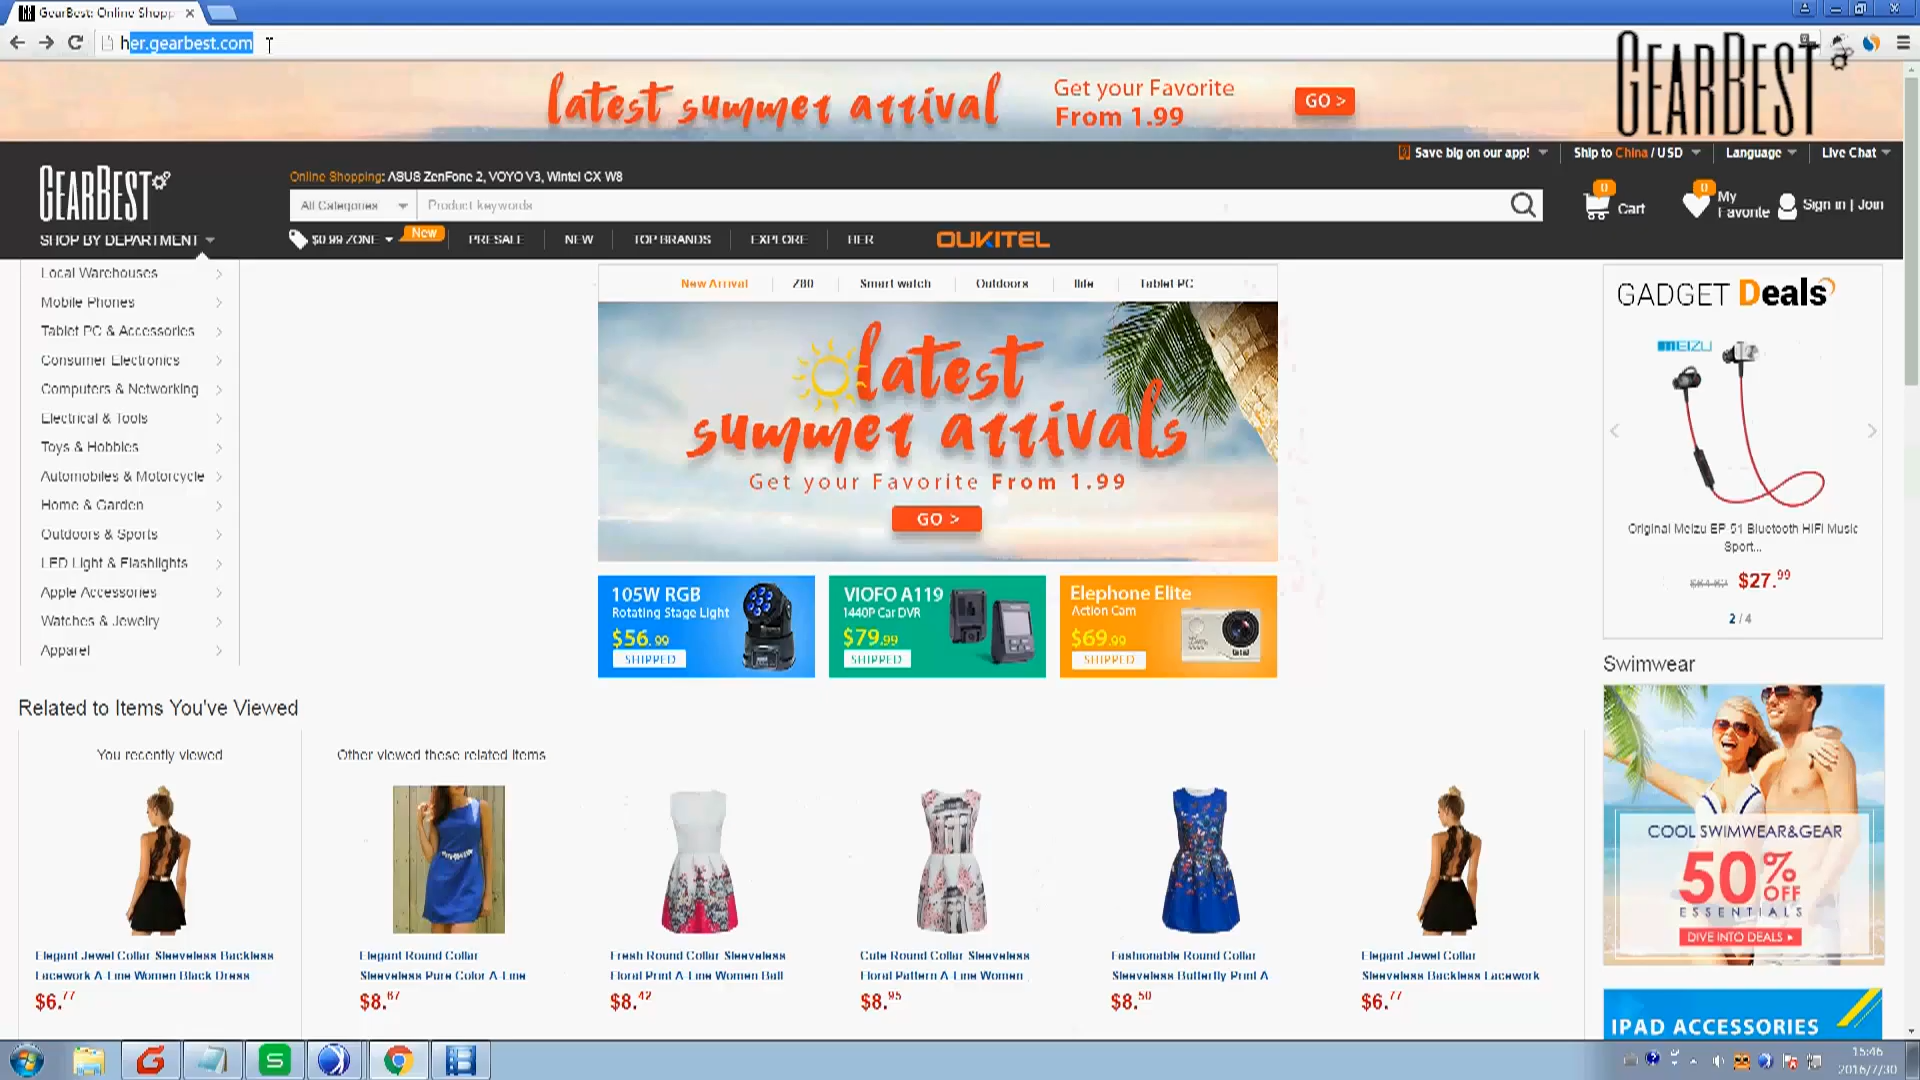 GearBest: Online Shopp
her.gearbest.com
latest summer arrival
Get your Favorite
From 1.99
GO >
GEARBEST
Save big on our app!
Ship to China / USD
Language
Live Chat
GEARBEST
Online Shopping: ASUS ZenFone 2, VOYO V3, Wintel CX W8
All Categories
Product keywords
0
Cart
0
My
Favorite
Sign in | Join
SHOP BY DEPARTMENT
$0.99 ZONE
New
PRESALE
NEW
TOP BRANDS
EXPLORE
HER
OUKITEL
Local Warehouses
Mobile Phones
Tablet PC & Accessories
Consumer Electronics
Computers & Networking
Electrical & Tools
Toys & Hobbies
Automobiles & Motorcycle
Home & Garden
Outdoors & Sports
LED Light & Flashlights
Apple Accessories
Watches & Jewelry
Apparel
New Arrival
Z80
Smart watch
Outdoors
Ilife
Tablet PC
latest
summer arrivals
Get your Favorite From 1.99
GO >
105W RGB
Rotating Stage Light
$56.99
SHIPPED
VIOFO A119
1440P Car DVR
$79.99
SHIPPED
Elephone Elite
Action Cam
$69.99
SHIPPED
GADGET Deals
MEIZU
Original Meizu EP-51 Bluetooth HiFi Music
Sport...
$27.99
2 / 4
Swimwear
COOL SWIMWEAR&GEAR
50% OFF
ESSENTIALS
DIVE INTO DEALS
IPAD ACCESSORIES
Related to Items You've Viewed
You recently viewed
Other viewed these related items
Elegant Jewel Collar Sleeveless Backless
Lacework A-Line Women Black Dress
$6.77
Elegant Round Collar
Sleeveless Pure Color A-Line
$8.67
Fresh Round Collar Sleeveless
Floral Print A-Line Women Ball
$8.42
Cute Round Collar Sleeveless
Floral Pattern A-Line Women
$8.95
Fashionable Round Collar
Sleeveless Butterfly Print A
$8.50
Elegant Jewel Collar
Sleeveless Backless Lacework
$6.77
15:46
2016/7/30